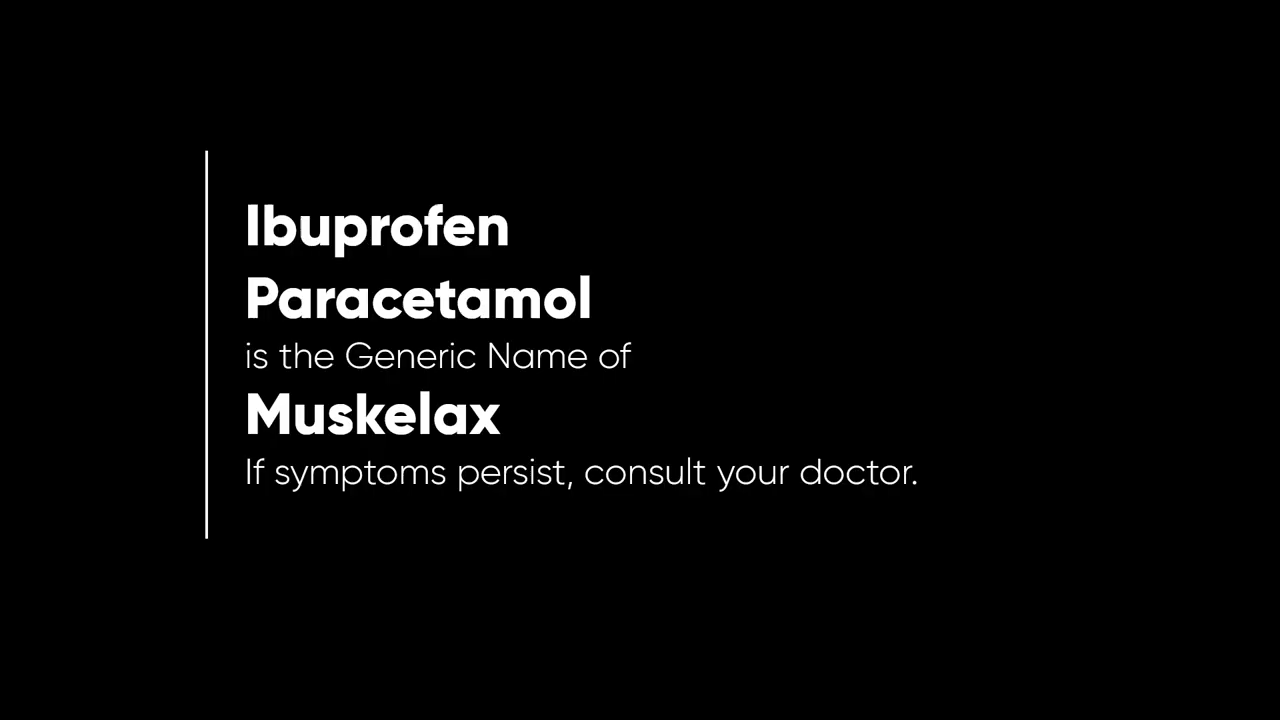 Ibuprofen
Paracetamol
is the Generic Name of
Muskelax
If symptoms persist, consult your doctor.